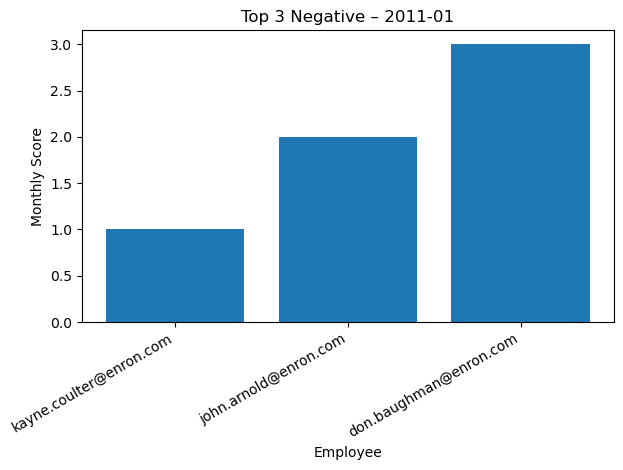 Top 3 Negative – 2011-01
Monthly Score
3.0
2.5
2.0
1.5
1.0
0.5
0.0
kayne.coulter@enron.com
john.arnold@enron.com
don.baughman@enron.com
Employee